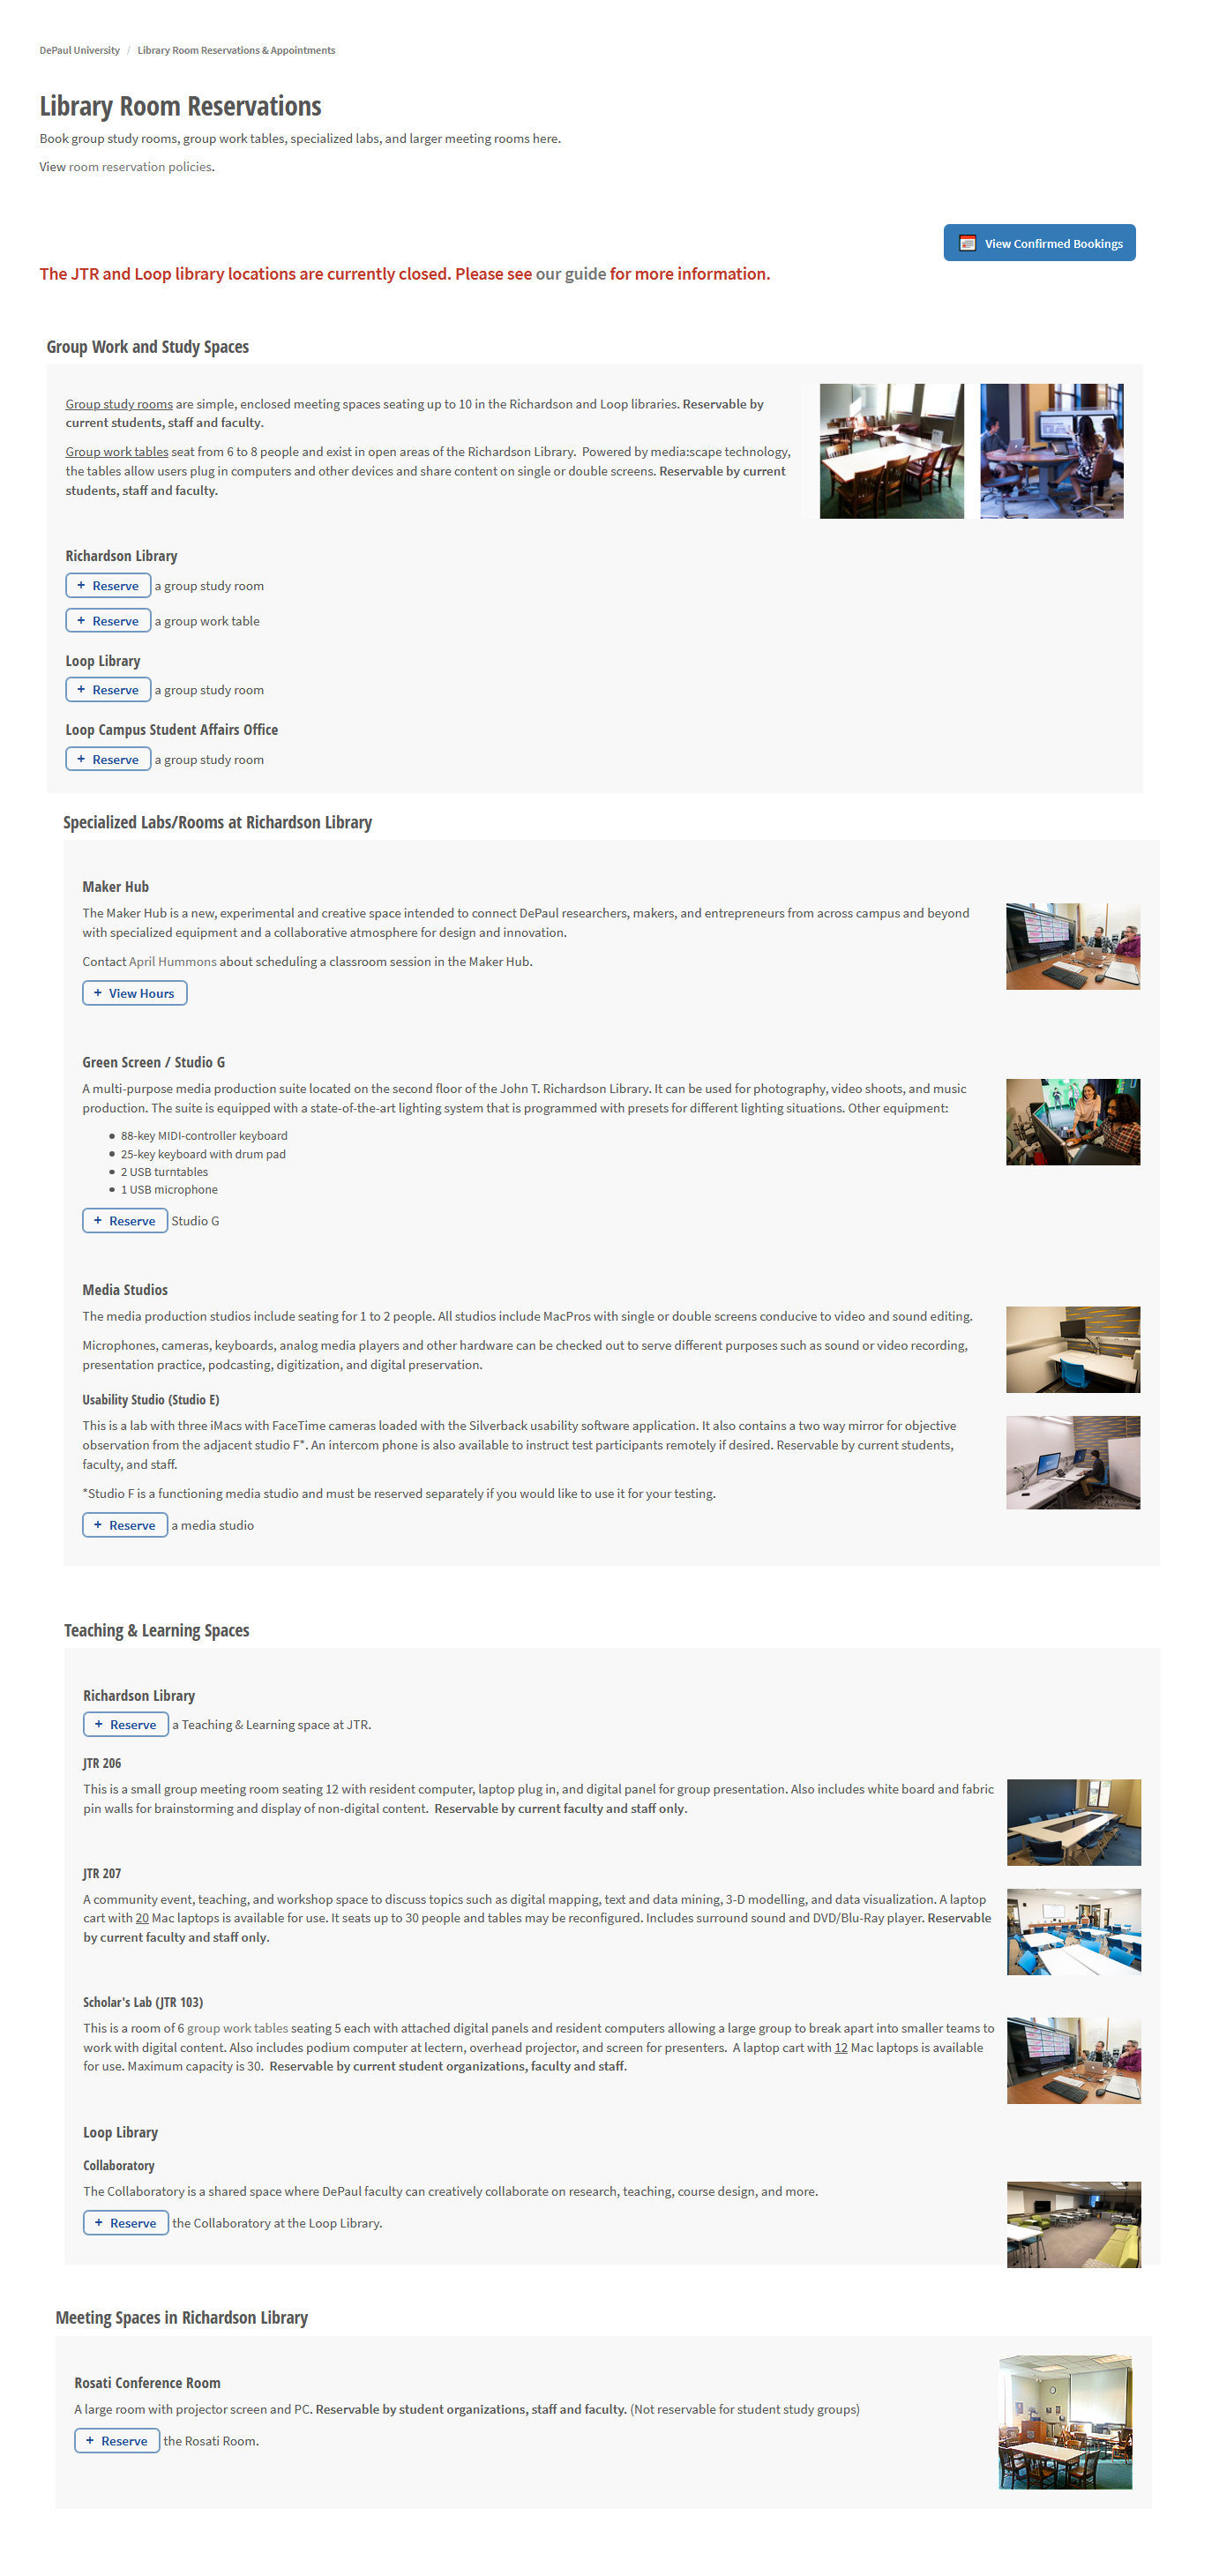 DePaul University / Library Room Reservations & Appointments
Library Room Reservations
Book group study rooms, group work tables, specialized labs, and larger meeting rooms here.
View room reservation policies.
View Confirmed Bookings
The JTR and Loop library locations are currently closed. Please see our guide for more information.
Group Work and Study Spaces
Group study rooms are simple, enclosed meeting spaces seating up to 10 in the Richardson and Loop libraries. Reservable by
current students, staff and faculty.
Group work tables seat from 6 to 8 people and exist in open areas of the Richardson Library. Powered by media:scape technology,
the tables allow users plug in computers and other devices and share content on single or double screens. Reservable by current
students, staff and faculty.
Richardson Library
+ Reserve a group study room
+ Reserve a group work table
Loop Library
+ Reserve a group study room
Loop Campus Student Affairs Office
+ Reserve a group study room
Specialized Labs/Rooms at Richardson Library
Maker Hub
The Maker Hub is a new, experimental and creative space intended to connect DePaul researchers, makers, and entrepreneurs from across campus and beyond
with specialized equipment and a collaborative atmosphere for design and innovation.
Contact April Hummons about scheduling a classroom session in the Maker Hub.
+ View Hours
Green Screen / Studio G
A multi-purpose media production suite located on the second floor of the John T. Richardson Library. It can be used for photography, video shoots, and music
production. The suite is equipped with a state-of-the-art lighting system that is programmed with presets for different lighting situations. Other equipment:
• 88-key MIDI-controller keyboard
• 25-key keyboard with drum pad
• 2 USB turntables
• 1 USB microphone
+ Reserve Studio G
Media Studios
The media production studios include seating for 1 to 2 people. All studios include MacPros with single or double screens conducive to video and sound editing.
Microphones, cameras, keyboards, analog media players and other hardware can be checked out to serve different purposes such as sound or video recording,
presentation practice, podcasting, digitization, and digital preservation.
Usability Studio (Studio E)
This is a lab with three iMacs with FaceTime cameras loaded with the Silverback usability software application. It also contains a two way mirror for objective
observation from the adjacent studio F*. An intercom phone is also available to instruct test participants remotely if desired. Reservable by current students,
faculty, and staff.
*Studio F is a functioning media studio and must be reserved separately if you would like to use it for your testing.
+ Reserve a media studio
Teaching & Learning Spaces
Richardson Library
+ Reserve a Teaching & Learning space at JTR.
JTR 206
This is a small group meeting room seating 12 with resident computer, laptop plug in, and digital panel for group presentation. Also includes white board and fabric
pin walls for brainstorming and display of non-digital content. Reservable by current faculty and staff only.
JTR 207
A community event, teaching, and workshop space to discuss topics such as digital mapping, text and data mining, 3-D modelling, and data visualization. A laptop
cart with 20 Mac laptops is available for use. It seats up to 30 people and tables may be reconfigured. Includes surround sound and DVD/Blu-Ray player. Reservable
by current faculty and staff only.
Scholar's Lab (JTR 103)
This is a room of 6 group work tables seating 5 each with attached digital panels and resident computers allowing a large group to break apart into smaller teams to
work with digital content. Also includes podium computer at lectern, overhead projector, and screen for presenters. A laptop cart with 12 Mac laptops is available
for use. Maximum capacity is 30. Reservable by current student organizations, faculty and staff.
Loop Library
Collaboratory
The Collaboratory is a shared space where DePaul faculty can creatively collaborate on research, teaching, course design, and more.
+ Reserve the Collaboratory at the Loop Library.
Meeting Spaces in Richardson Library
Rosati Conference Room
A large room with projector screen and PC. Reservable by student organizations, staff and faculty. (Not reservable for student study groups)
+ Reserve the Rosati Room.